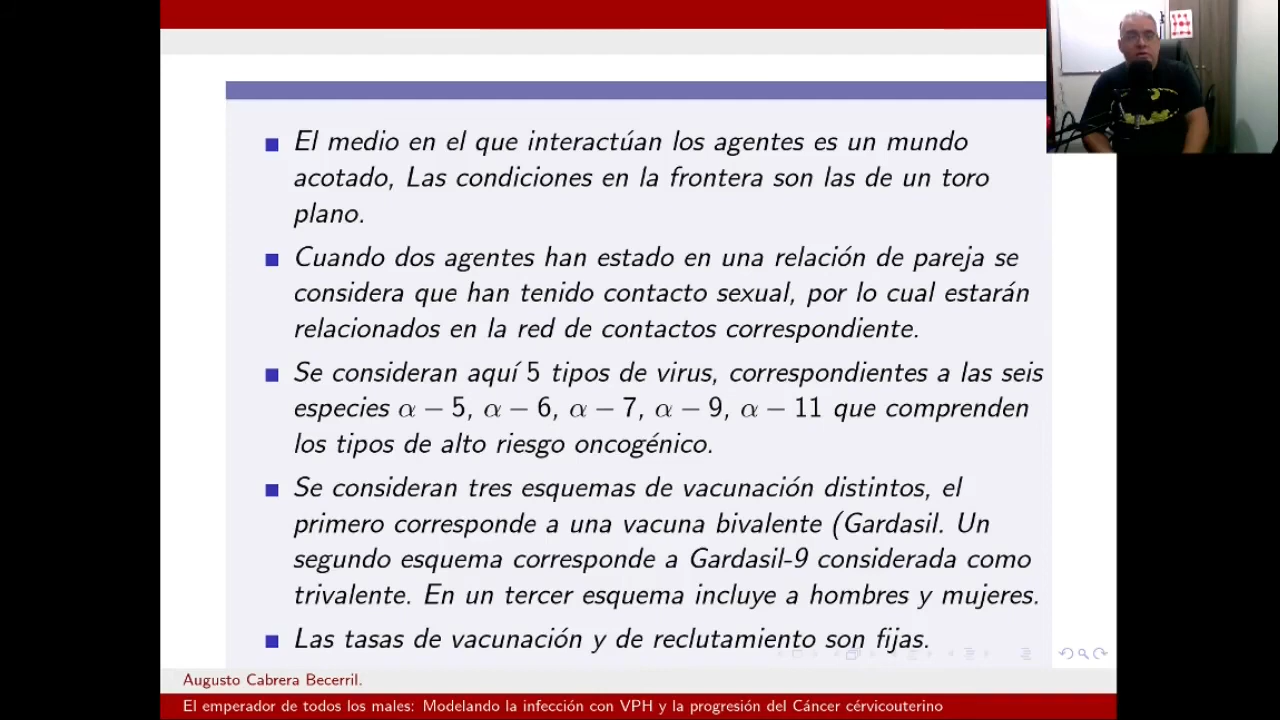 El medio en el que interactúan los agentes es un mundo
acotado, Las condiciones en la frontera son las de un toro
plano.
Cuando dos agentes han estado en una relación de pareja se
considera que han tenido contacto sexual, por lo cual estarán
relacionados en la red de contactos correspondiente.
Se consideran aquí 5 tipos de virus, correspondientes a las seis
especies α − 5, α − 6, α − 7, α − 9, α − 11 que comprenden
los tipos de alto riesgo oncogénico.
Se consideran tres esquemas de vacunación distintos, el
primero corresponde a una vacuna bivalente (Gardasil. Un
segundo esquema corresponde a Gardasil-9 considerada como
trivalente. En un tercer esquema incluye a hombres y mujeres.
Las tasas de vacunación y de reclutamiento son fijas.
Augusto Cabrera Becerril.
El emperador de todos los males: Modelando la infección con VPH y la progresión del Cáncer cérvicouterino